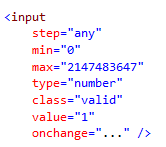 <input
step="any"
min="0"
max="2147483647"
type="number"
class="valid"
value="1"
onchange="..." />